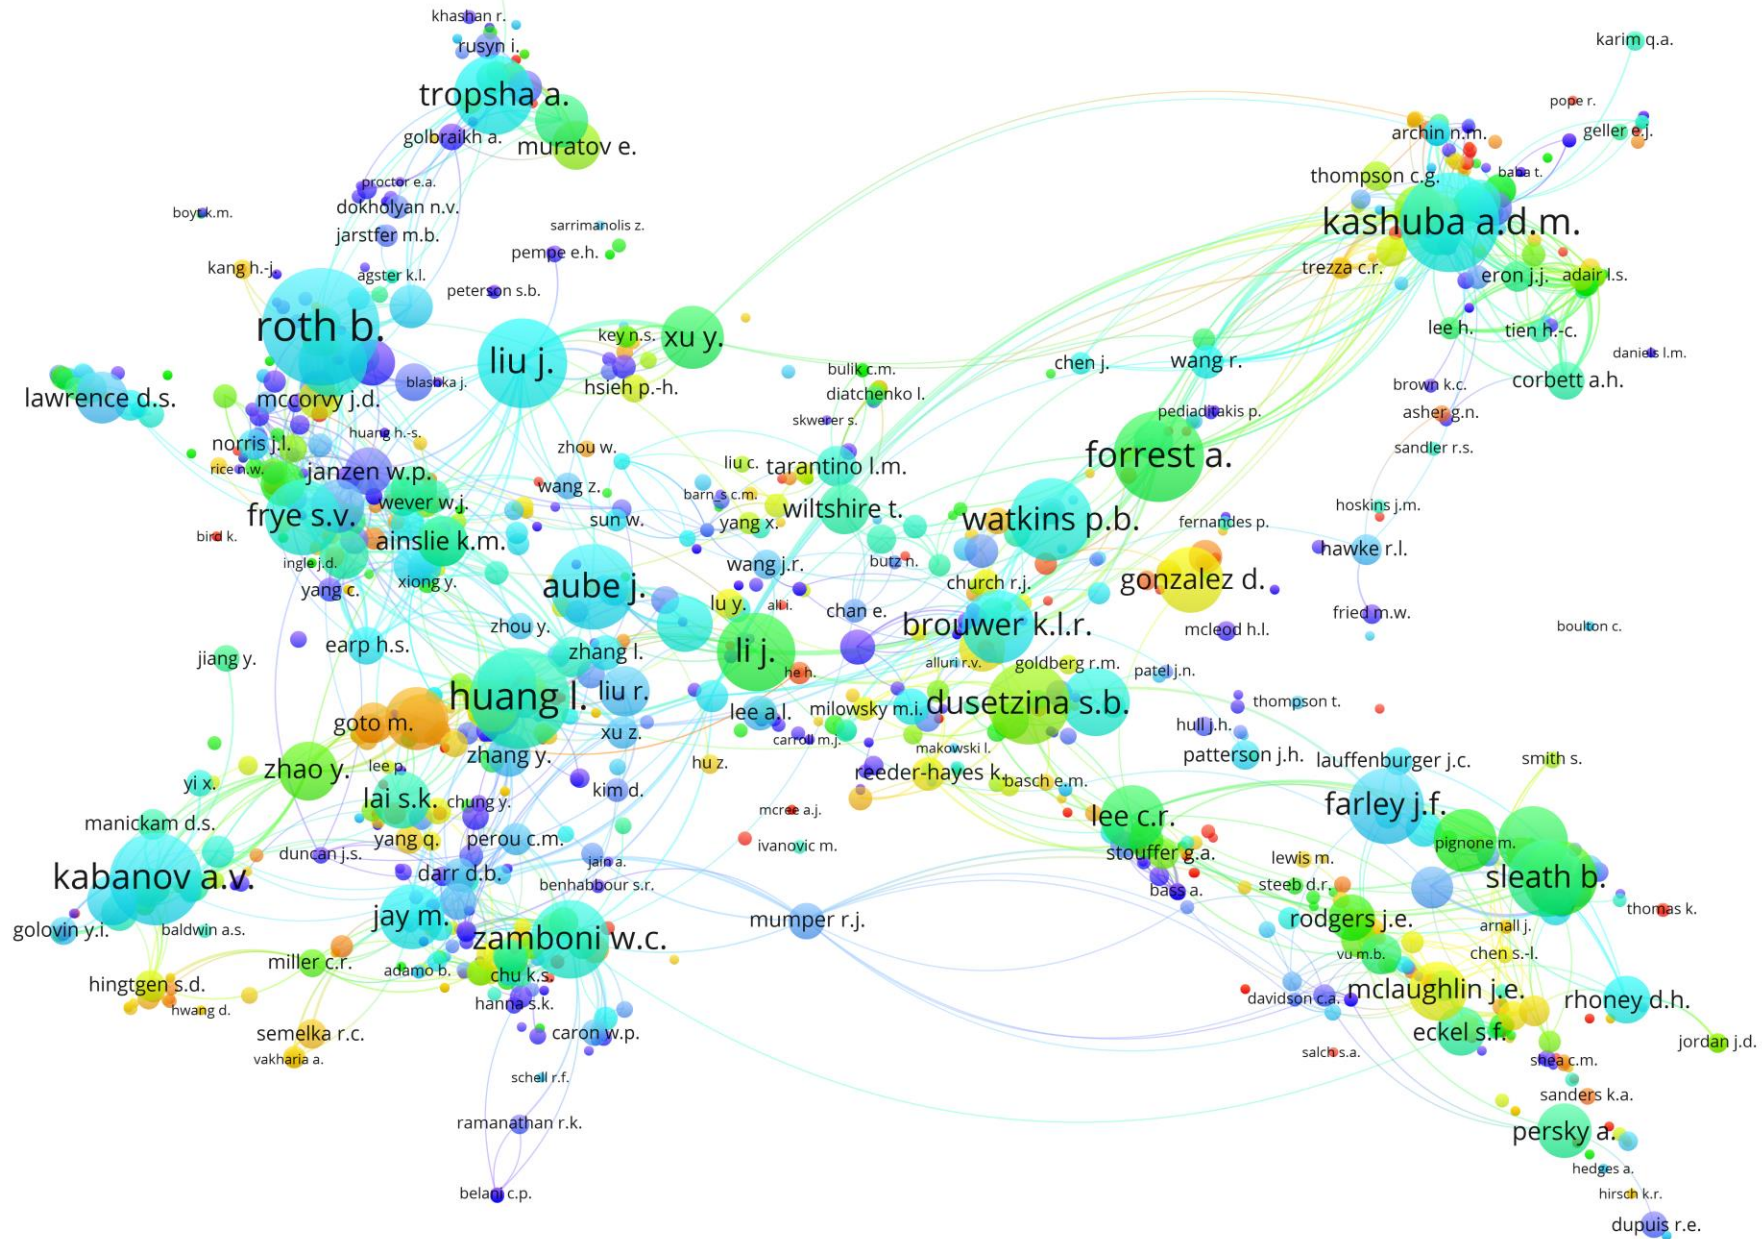 khashan r.
rusyn i.
karim q.a.
tropsha a.
pope r.
golbraikh a.
muratov e.
archin n.m.
geller e.j.
thompson c.g.
baba t.
proctor e.a.
dokholyan n.v.
boyt k.m.
sarrimanolis z.
kashuba a.d.m.
jarstfer m.b.
pempe e.h.
kang h.-j.
agster k.l.
trezza c.r.
eron j.j.
adair l.s.
peterson s.b.
roth b.
key n.s.
xu y.
lee h.
tien h.-c.
liu j.
chen j.
wang r.
daniels l.m.
bulik c.m.
blashka j.
hsieh p.-h.
diatchenko l.
brown k.c.
corbett a.h.
lawrence d.s.
mccorvy j.d.
skwerer s.
pediaditakis p.
asher g.n.
huang h.-s.
norris j.l.
zhou w.
forrest a.
sandler r.s.
rice n.w.
janzen w.p.
liu c.
tarantino l.m.
wang z.
barn_s c.m.
wever w.j.
frye s.v.
sun w.
yang x.
wiltshire t.
watkins p.b.
fernandes p.
hoskins j.m.
bird k.
ainslie k.m.
hawke r.l.
ingle j.d.
xiong y.
yang c.
aube j.
wang j.r.
butz n.
church r.j.
gonzalez d.
lu y.
ali i.
chan e.
fried m.w.
zhou y.
brouwer k.l.r.
mcleod h.l.
boulton c.
earp h.s.
zhang l.
li j.
jiang y.
he h.
alluri r.v.
goldberg r.m.
patel j.n.
huang l.
liu r.
goto m.
lee a.l.
milowsky m.i.
dusetzina s.b.
thompson t.
xu z.
carroll m.j.
hull j.h.
zhang y.
makowski l.
patterson j.h.
lauffenburger j.c.
smith s.
zhao y.
lee p.
hu z.
reeder-hayes k.
basch e.m.
yi x.
lai s.k.
chung y.
kim d.
farley j.f.
mcree a.j.
lee c.r.
manickam d.s.
yang q.
perou c.m.
ivanovic m.
pignone m.
duncan j.s.
jain a.
stouffer g.a.
lewis m.
kabanov a.v.
darr d.b.
benhabbour s.r.
bass a.
steeb d.r.
sleath b.
jay m.
mumper r.j.
rodgers j.e.
thomas k.
golovin y.i.
baldwin a.s.
zamboni w.c.
arnall j.
vu m.b.
chen s.-l.
miller c.r.
adamo b.
chu k.s.
hingtgen s.d.
mclaughlin j.e.
davidson c.a.
rhoney d.h.
hwang d.
hanna s.k.
semelka r.c.
caron w.p.
eckel s.f.
jordan j.d.
vakharia a.
salch s.a.
shea c.m.
schell r.f.
sanders k.a.
ramanathan r.k.
persky a.
hedges a.
belani c.p.
hirsch k.r.
dupuis r.e.